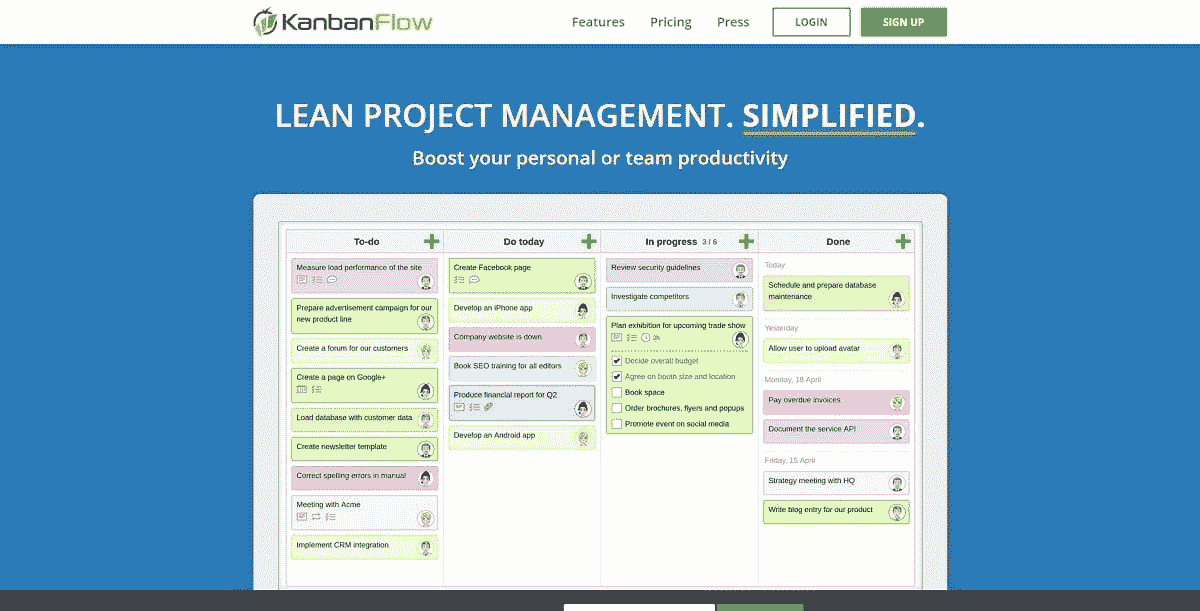 KanbanFlow
Features Pricing Press LOGIN SIGN UP
LEAN PROJECT MANAGEMENT. SIMPLIFIED.
Boost your personal or team productivity
To-do
Measure load performance of the site
Prepare advertisement campaign for our
new product line
Create a forum for our customers
Create a page on Google+
Load database with customer data
Create newsletter template
Correct spelling errors in manual
Meeting with Acme
Implement CRM integration
Do today
Create Facebook page
Develop an iPhone app
Company website is down
Book SEO training for all editors
Produce financial report for Q2
Develop an Android app
In progress 3 / 6
Review security guidelines
Investigate competitors
Plan exhibition for upcoming trade show
2h
Decide overall budget
Agree on booth size and location
Book space
Order brochures, flyers and popups
Promote event on social media
Done
Today
Schedule and prepare database
maintenance
Yesterday
Allow user to upload avatar
Monday, 18 April
Pay overdue invoices
Document the service API
Friday, 15 April
Strategy meeting with HQ
Write blog entry for our product